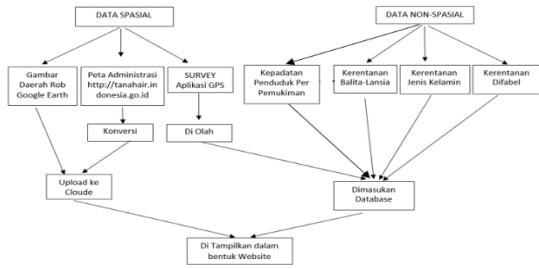 DATA SPASIAL
DATA NON-SPASIAL
Gambar
Daerah Rob
Google Earth
Peta Administrasi
http://tanahair.in
donesia.go.id
SURVEY
Aplikasi GPS
Kepadatan
Penduduk Per
Pemukiman
Kerentanan
Balita-Lansia
Kerentanan
Jenis Kelamin
Kerentanan
Difabel
Konversi
Di Olah
Upload ke
Cloude
Dimasukan
Database
Di Tampilkan dalam
bentuk Website